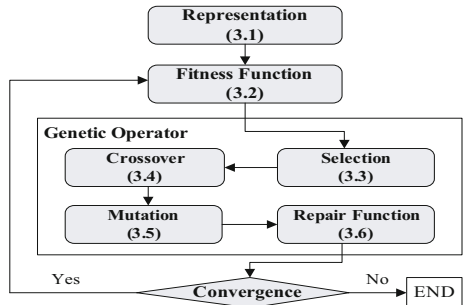 Representation
(3.1)
Fitness Function
(3.2)
Genetic Operator
Crossover
(3.4)
Selection
(3.3)
Mutation
(3.5)
Repair Function
(3.6)
Yes
Convergence
No
END